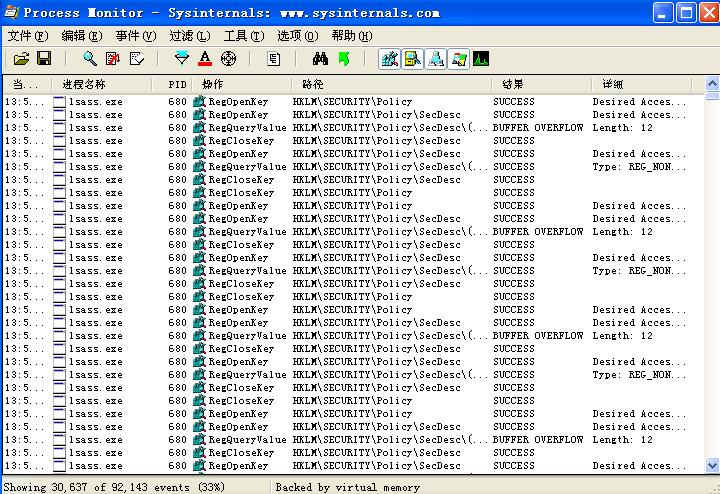 Process Monitor - Sysinternals: www.sysinternals.com
文件(F) 编辑(E) 事件(V) 过滤(L) 工具(T) 选项(O) 帮助(H)
当... 进程名称 PID 操作 路径 结果 详细
13:5... lsass.exe 680 RegOpenKey HKLM\SECURITY\Policy SUCCESS Desired Acces...
13:5... lsass.exe 680 RegOpenKey HKLM\SECURITY\Policy\SecDesc SUCCESS Desired Acces...
13:5... lsass.exe 680 RegQueryValue HKLM\SECURITY\Policy\SecDesc\(... BUFFER OVERFLOW Length: 12
13:5... lsass.exe 680 RegCloseKey HKLM\SECURITY\Policy\SecDesc SUCCESS
13:5... lsass.exe 680 RegOpenKey HKLM\SECURITY\Policy\SecDesc SUCCESS Desired Acces...
13:5... lsass.exe 680 RegQueryValue HKLM\SECURITY\Policy\SecDesc\(... SUCCESS Type: REG_NON...
13:5... lsass.exe 680 RegCloseKey HKLM\SECURITY\Policy\SecDesc SUCCESS
13:5... lsass.exe 680 RegCloseKey HKLM\SECURITY\Policy SUCCESS
13:5... lsass.exe 680 RegOpenKey HKLM\SECURITY\Policy SUCCESS Desired Acces...
13:5... lsass.exe 680 RegOpenKey HKLM\SECURITY\Policy\SecDesc SUCCESS Desired Acces...
13:5... lsass.exe 680 RegQueryValue HKLM\SECURITY\Policy\SecDesc\(... BUFFER OVERFLOW Length: 12
13:5... lsass.exe 680 RegCloseKey HKLM\SECURITY\Policy\SecDesc SUCCESS
13:5... lsass.exe 680 RegOpenKey HKLM\SECURITY\Policy\SecDesc SUCCESS Desired Acces...
13:5... lsass.exe 680 RegQueryValue HKLM\SECURITY\Policy\SecDesc\(... SUCCESS Type: REG_NON...
13:5... lsass.exe 680 RegCloseKey HKLM\SECURITY\Policy\SecDesc SUCCESS
13:5... lsass.exe 680 RegCloseKey HKLM\SECURITY\Policy SUCCESS
13:5... lsass.exe 680 RegOpenKey HKLM\SECURITY\Policy SUCCESS Desired Acces...
13:5... lsass.exe 680 RegOpenKey HKLM\SECURITY\Policy\SecDesc SUCCESS Desired Acces...
13:5... lsass.exe 680 RegQueryValue HKLM\SECURITY\Policy\SecDesc\(... BUFFER OVERFLOW Length: 12
13:5... lsass.exe 680 RegCloseKey HKLM\SECURITY\Policy\SecDesc SUCCESS
13:5... lsass.exe 680 RegOpenKey HKLM\SECURITY\Policy\SecDesc SUCCESS Desired Acces...
13:5... lsass.exe 680 RegQueryValue HKLM\SECURITY\Policy\SecDesc\(... SUCCESS Type: REG_NON...
13:5... lsass.exe 680 RegCloseKey HKLM\SECURITY\Policy\SecDesc SUCCESS
13:5... lsass.exe 680 RegCloseKey HKLM\SECURITY\Policy SUCCESS
13:5... lsass.exe 680 RegOpenKey HKLM\SECURITY\Policy SUCCESS Desired Acces...
13:5... lsass.exe 680 RegOpenKey HKLM\SECURITY\Policy\SecDesc SUCCESS Desired Acces...
13:5... lsass.exe 680 RegQueryValue HKLM\SECURITY\Policy\SecDesc\(... BUFFER OVERFLOW Length: 12
13:5... lsass.exe 680 RegCloseKey HKLM\SECURITY\Policy\SecDesc SUCCESS
13:5... lsass.exe 680 RegOpenKey HKLM\SECURITY\Policy\SecDesc SUCCESS Desired Acces...
Showing 30,637 of 92,143 events (33%) Backed by virtual memory